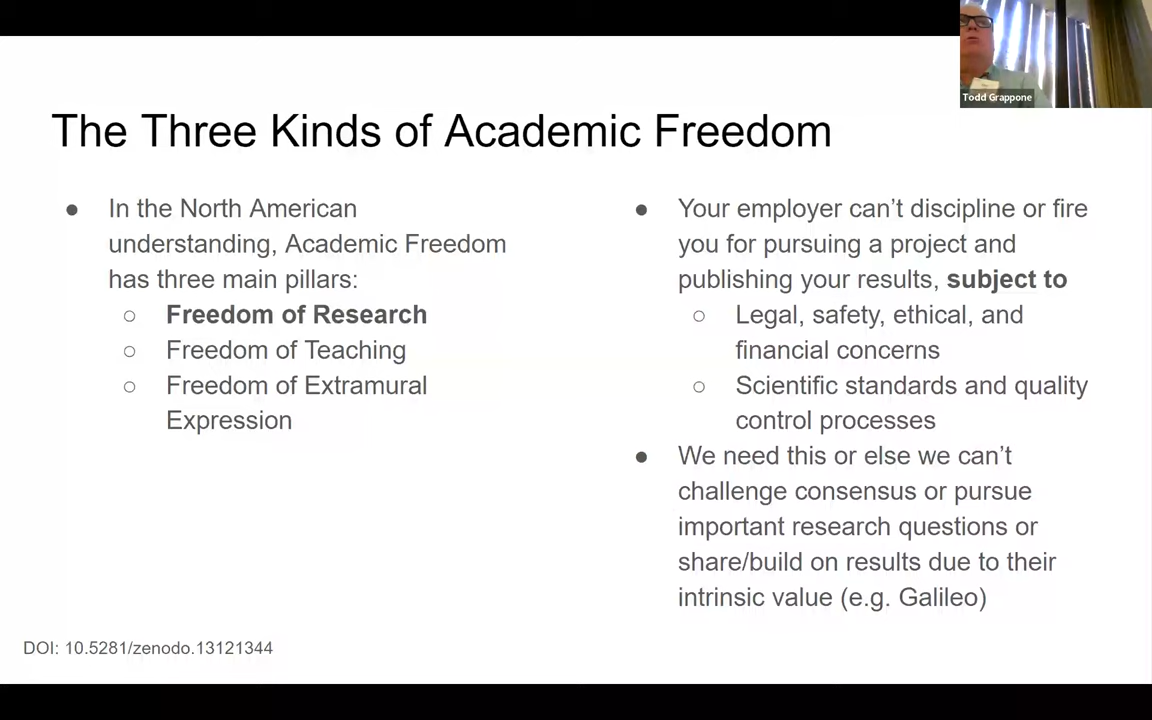 The Three Kinds of Academic Freedom
● In the North American
understanding, Academic Freedom
has three main pillars:
○ Freedom of Research
○ Freedom of Teaching
○ Freedom of Extramural
Expression
● Your employer can't discipline or fire
you for pursuing a project and
publishing your results, subject to
○ Legal, safety, ethical, and
financial concerns
○ Scientific standards and quality
control processes
● We need this or else we can't
challenge consensus or pursue
important research questions or
share/build on results due to their
intrinsic value (e.g. Galileo)
DOI: 10.5281/zenodo.13121344
Todd Grappone